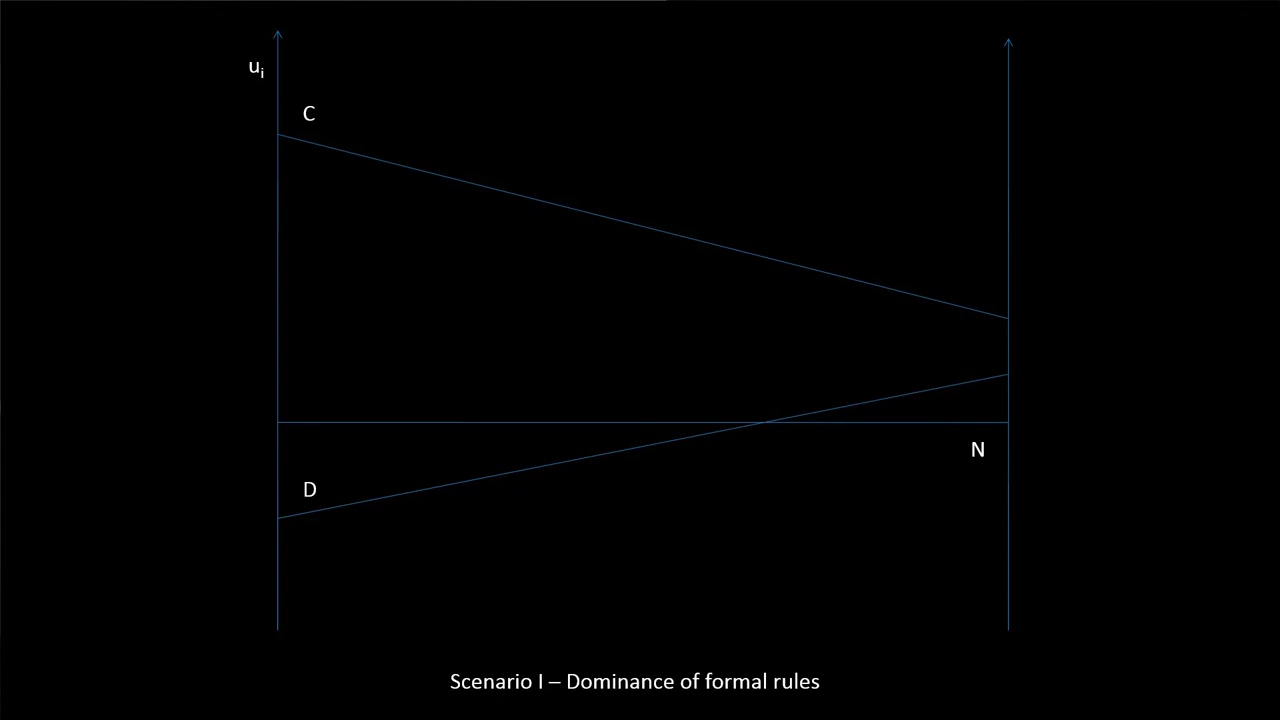 u_i
C
N
D
Scenario I – Dominance of formal rules